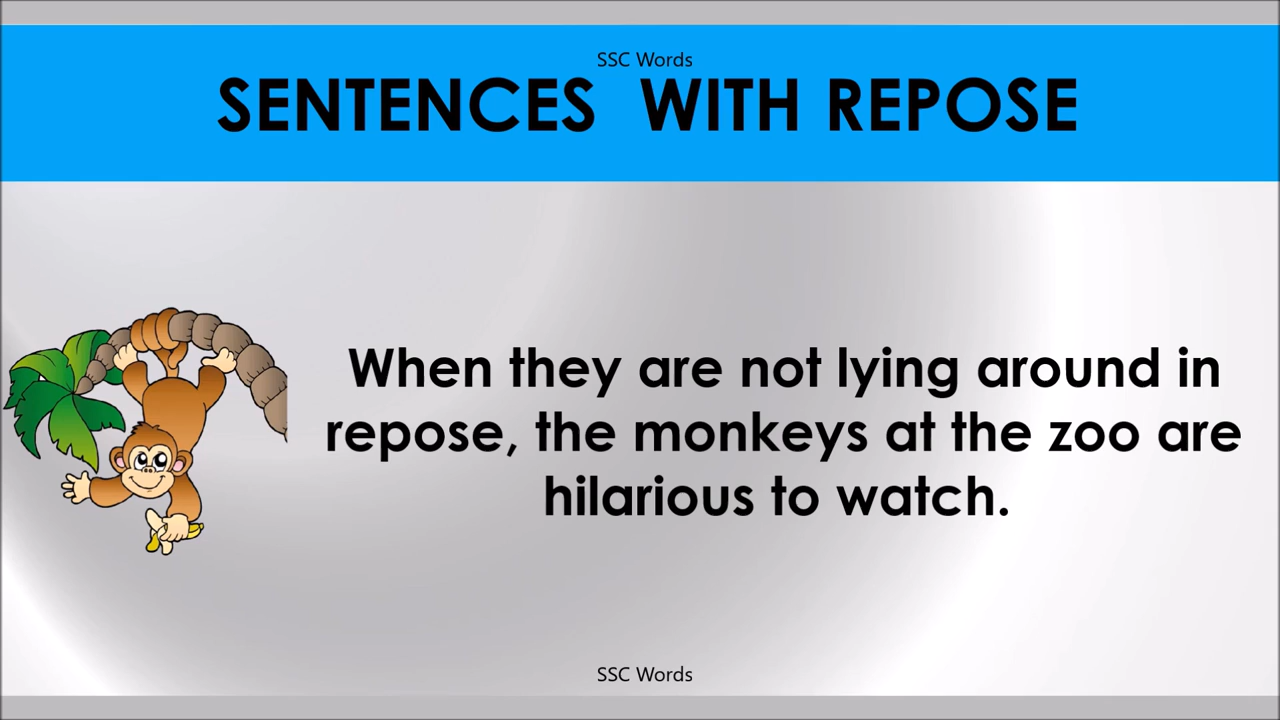 SSC Words
SENTENCES WITH REPOSE
When they are not lying around in
repose, the monkeys at the zoo are
hilarious to watch.
SSC Words